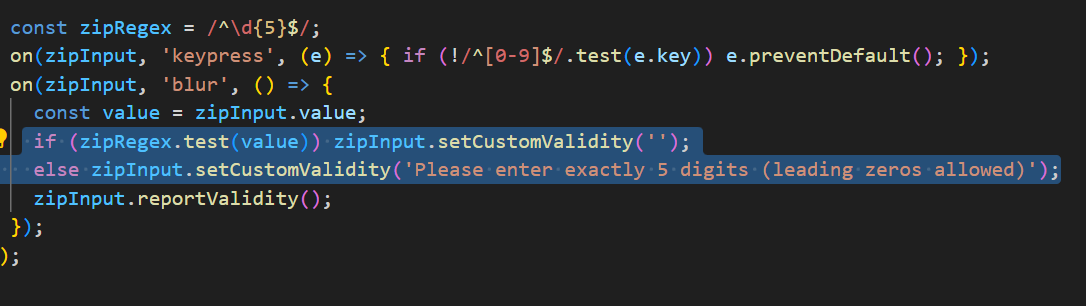 const zipRegex = /^\d{5}$/;
on(zipInput, 'keypress', (e) => { if (!/^[0-9]$/.test(e.key)) e.preventDefault(); });
on(zipInput, 'blur', () => {
const value = zipInput.value;
if (zipRegex.test(value)) zipInput.setCustomValidity('');
else zipInput.setCustomValidity('Please enter exactly 5 digits (leading zeros allowed)');
zipInput.reportValidity();
});
);